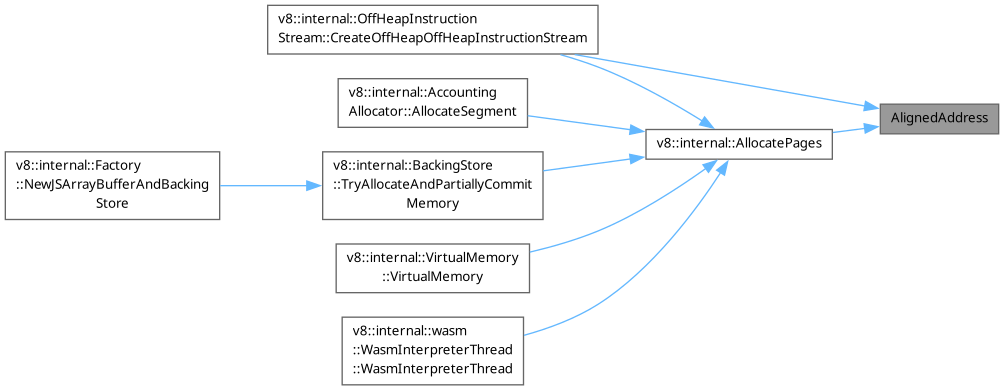 v8::internal::OffHeapInstruction
Stream::CreateOffHeapOffHeapInstructionStream
v8::internal::Accounting
Allocator::AllocateSegment
AlignedAddress
v8::internal::AllocatePages
v8::internal::Factory
::NewJSArrayBufferAndBacking
Store
v8::internal::BackingStore
::TryAllocateAndPartiallyCommit
Memory
v8::internal::VirtualMemory
::VirtualMemory
v8::internal::wasm
::WasmInterpreterThread
::WasmInterpreterThread